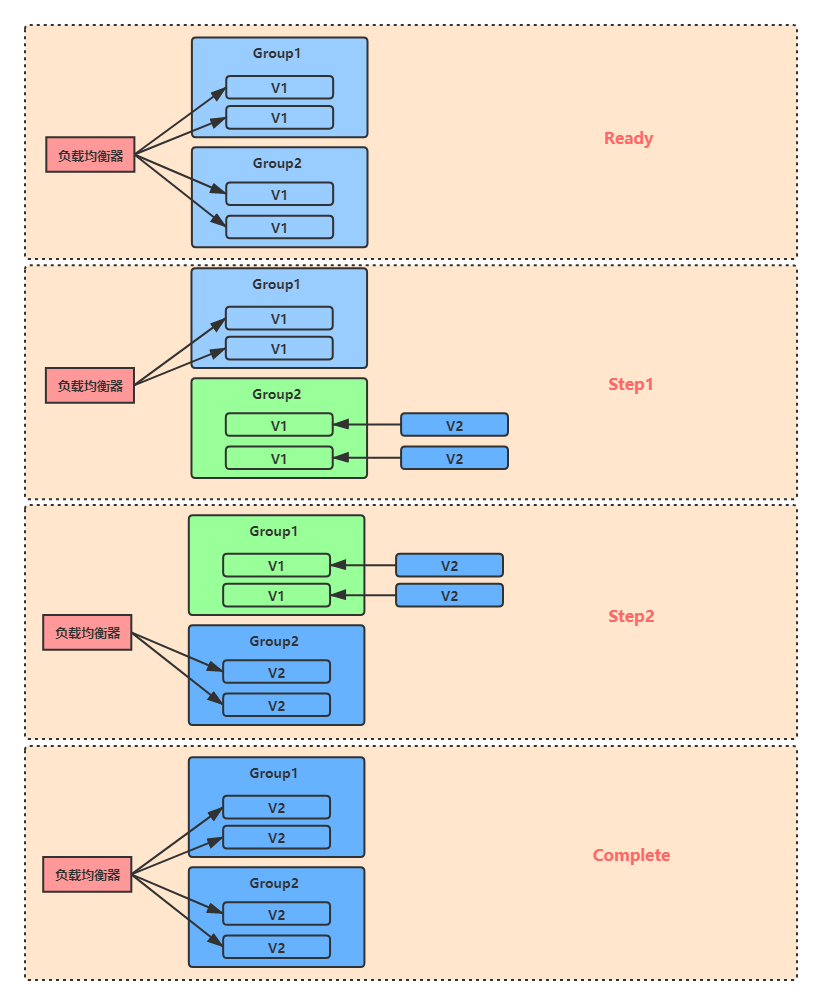 Group1
V1
V1
负载均衡器
Group2
V1
V1
Ready
Group1
V1
V1
负载均衡器
Group2
V1
V2
V1
V2
Step1
Group1
V1
V2
V1
V2
负载均衡器
Group2
V2
V2
Step2
Group1
V2
V2
负载均衡器
Group2
V2
V2
Complete